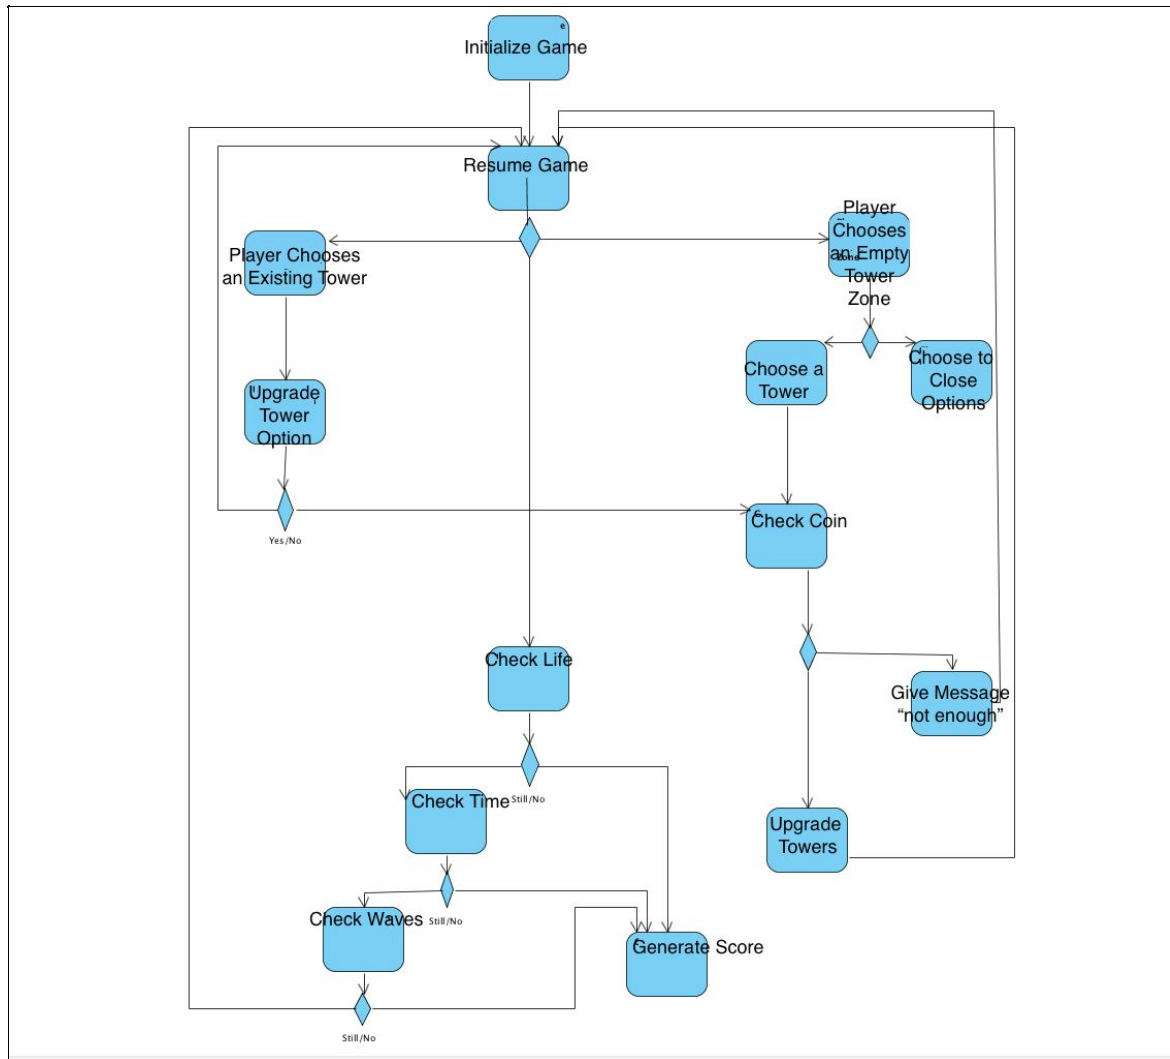 Initialize Game
Resume Game
Player
Chooses
an Empty
Tower
Zone
Zone
Player Chooses
an Existing Tower
Choose a
Tower
Choose to
Close
Options
Upgrade
Tower
Option
Check Coin
Yes/No
Check Life
Give Message
“not enough”
Check Time
Still/No
Upgrade
Towers
Check Waves
Still/No
Generate Score
Still/No